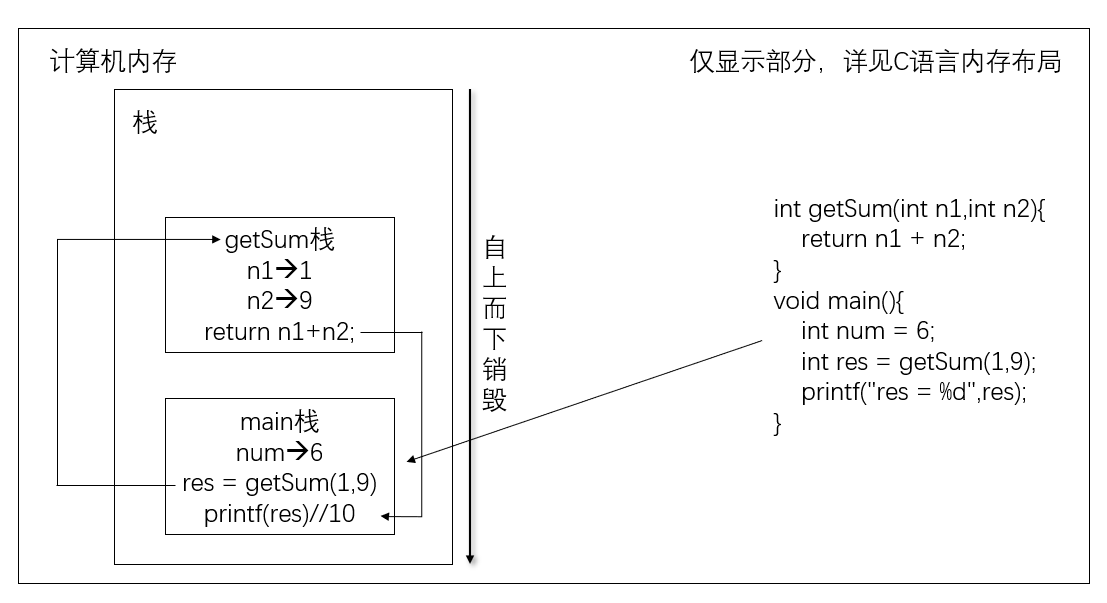 计算机内存
仅显示部分，详见C语言内存布局
栈
getSum栈
n1→1
n2→9
return n1+n2;
main栈
num→6
res = getSum(1,9)
printf(res)//10
自上而下销毁
int getSum(int n1,int n2){
return n1 + n2;
}
void main(){
int num = 6;
int res = getSum(1,9);
printf("res = %d",res);
}